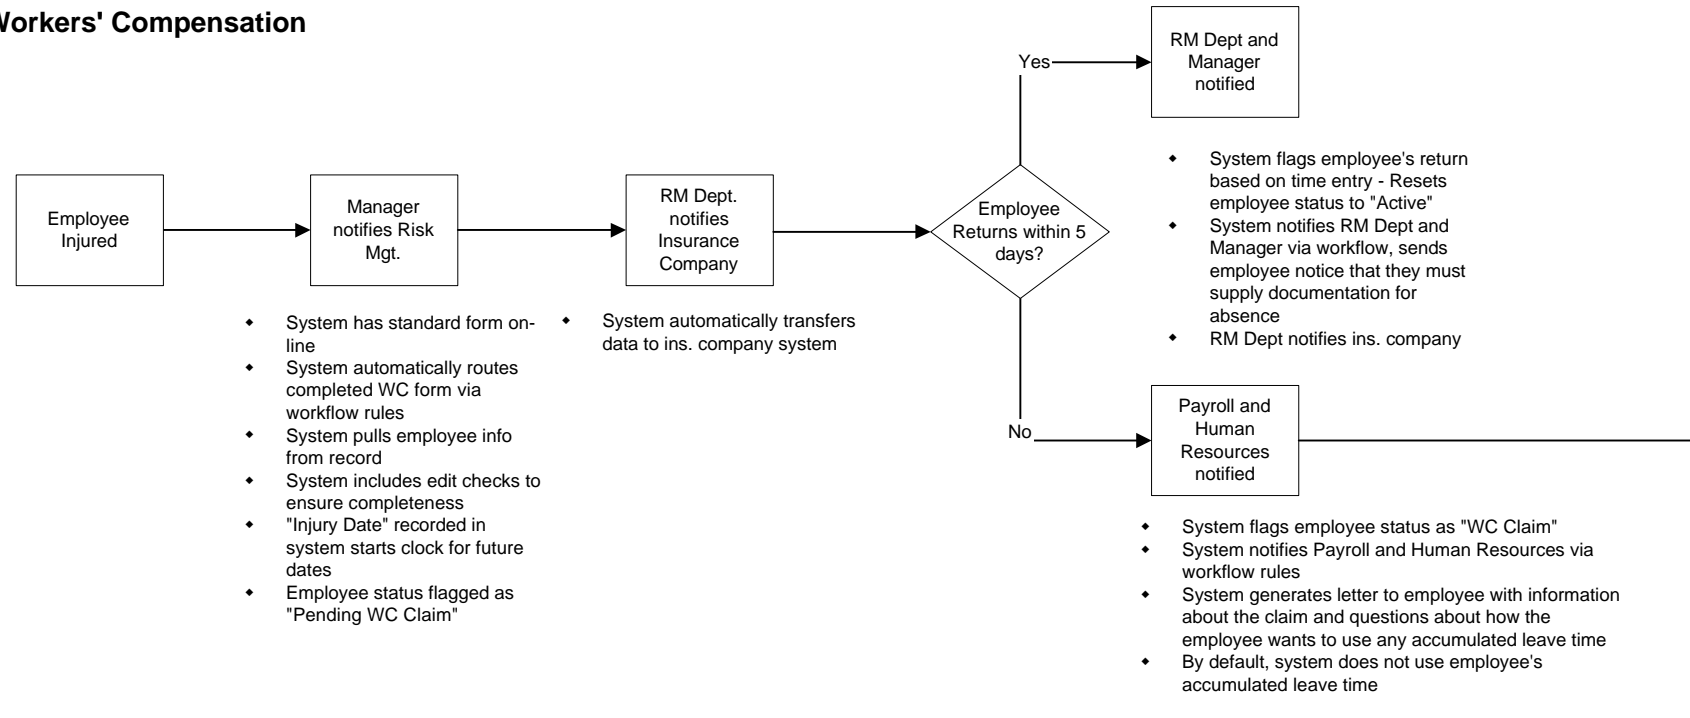 Workers' Compensation
Employee
Injured
Manager
notifies Risk
Mgt.
◆ System has standard form on-
line
◆ System automatically routes
completed WC form via
workflow rules
◆ System pulls employee info
from record
◆ System includes edit checks to
ensure completeness
◆ "Injury Date" recorded in
system starts clock for future
dates
◆ Employee status flagged as
"Pending WC Claim"
RM Dept.
notifies
Insurance
Company
◆ System automatically transfers
data to ins. company system
Employee
Returns within 5
days?
Yes
RM Dept and
Manager
notified
◆ System flags employee's return
based on time entry - Resets
employee status to "Active"
◆ System notifies RM Dept and
Manager via workflow, sends
employee notice that they must
supply documentation for
absence
◆ RM Dept notifies ins. company
No
Payroll and
Human
Resources
notified
◆ System flags employee status as "WC Claim"
◆ System notifies Payroll and Human Resources via
workflow rules
◆ System generates letter to employee with information
about the claim and questions about how the
employee wants to use any accumulated leave time
◆ By default, system does not use employee's
accumulated leave time